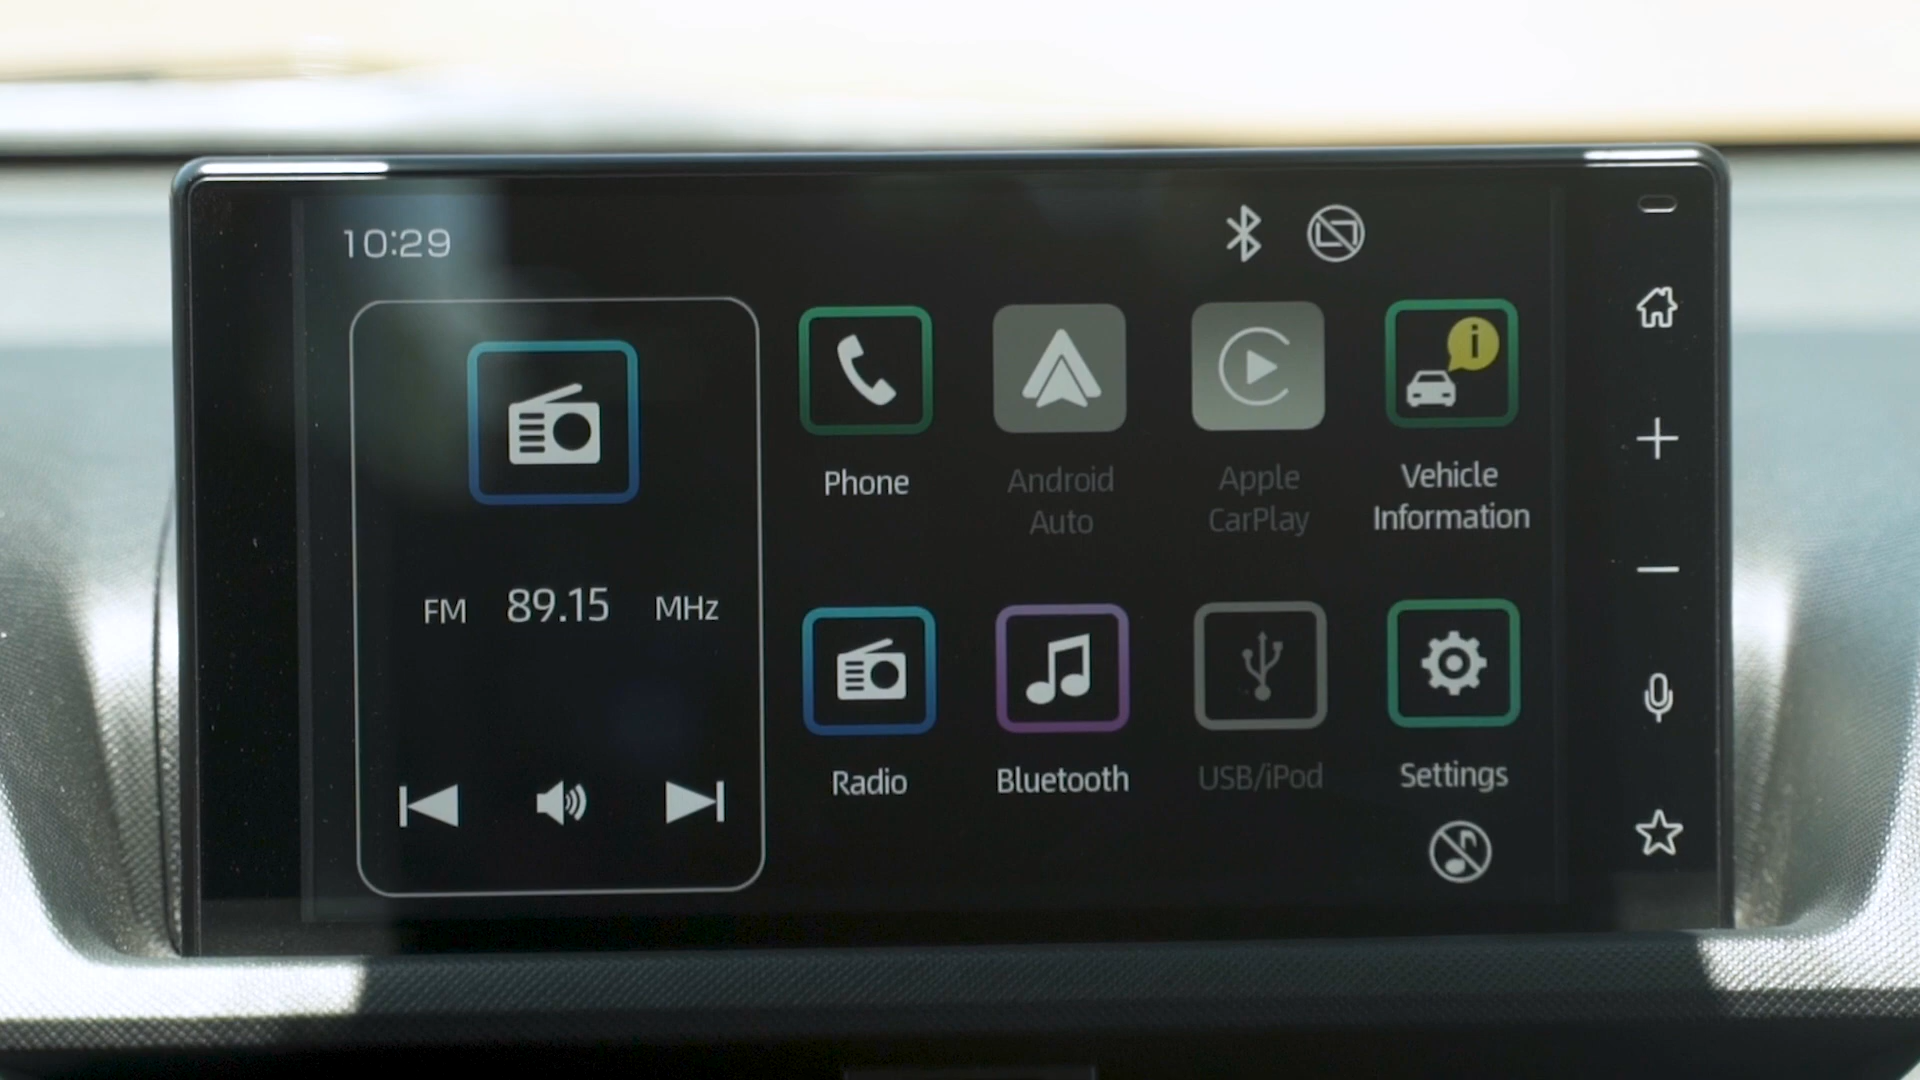 10:29
FM 89.15 MHz
Phone
Android
Auto
Apple
CarPlay
i
Vehicle
Information
Radio
Bluetooth
USB/iPod
Settings